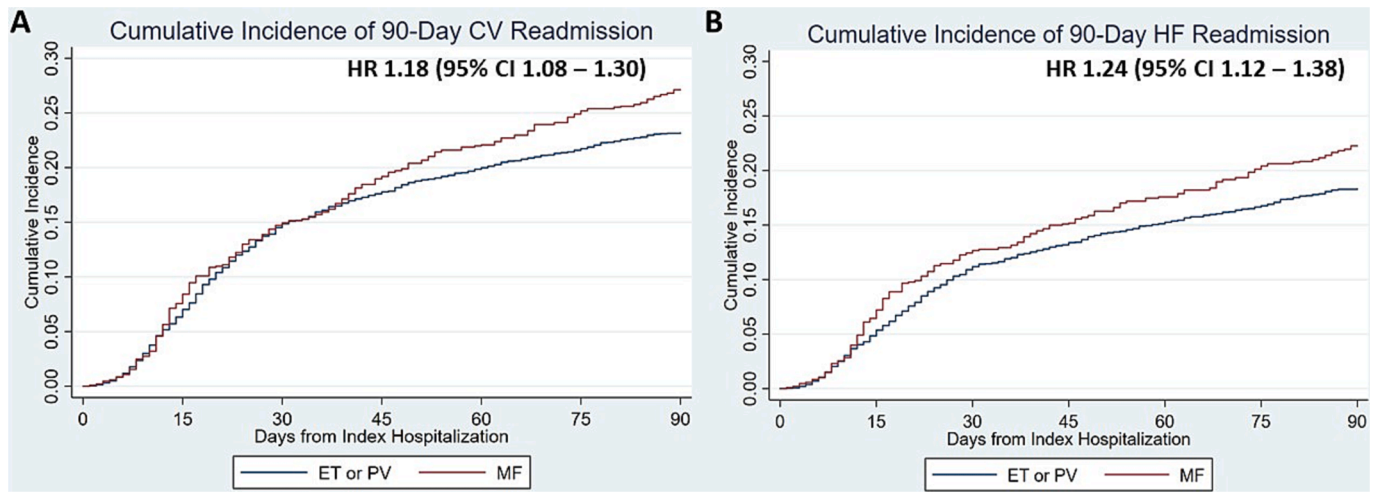 A
Cumulative Incidence of 90-Day CV Readmission
HR 1.18 (95% CI 1.08 – 1.30)
Cumulative Incidence
0.30
0.25
0.20
0.15
0.10
0.05
0.00
0 15 30 45 60 75 90
Days from Index Hospitalization
ET or PV MF
B
Cumulative Incidence of 90-Day HF Readmission
HR 1.24 (95% CI 1.12 – 1.38)
Cumulative Incidence
0.30
0.25
0.20
0.15
0.10
0.05
0.00
0 15 30 45 60 75 90
Days from Index Hospitalization
ET or PV MF